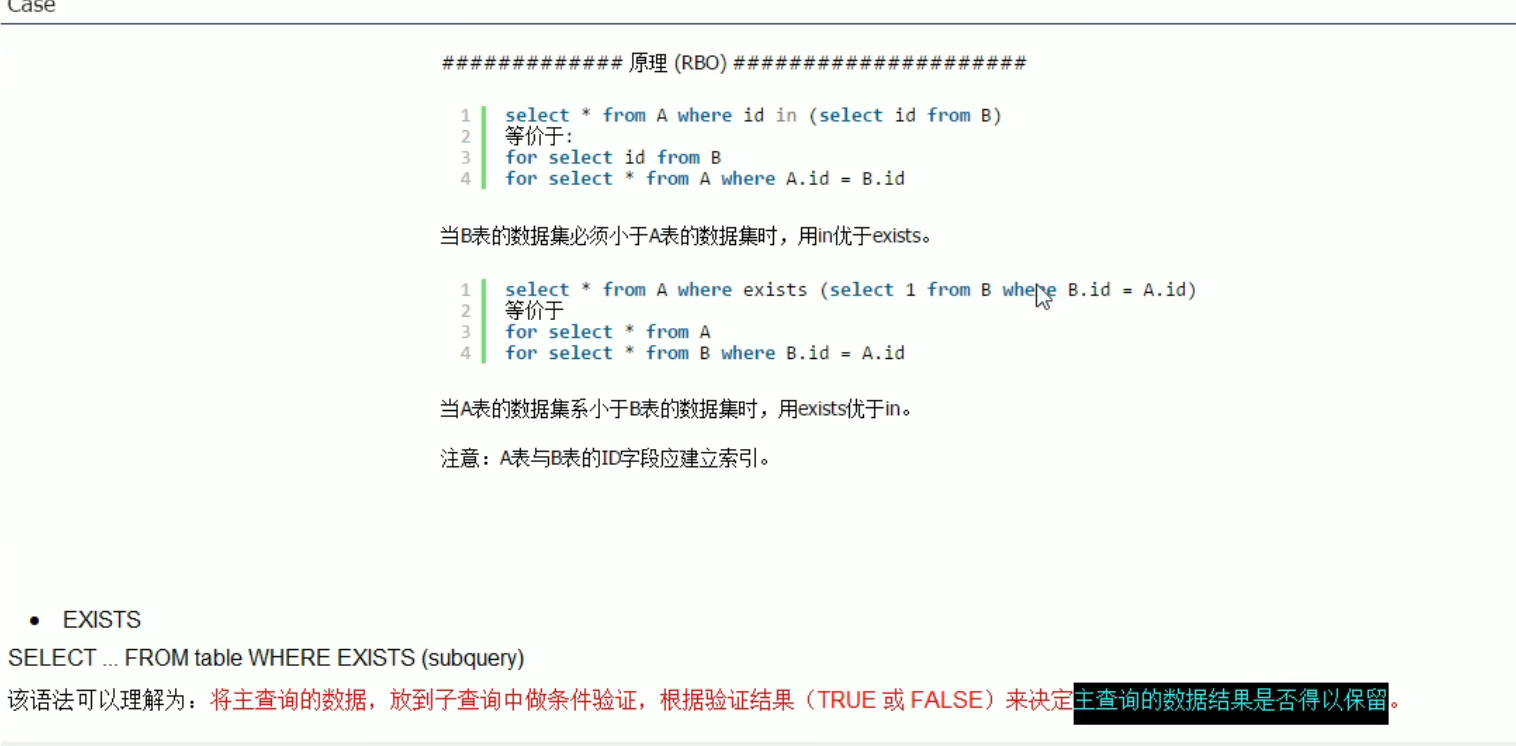 Case
############# 原理 (RBO) #####################
1 select * from A where id in (select id from B)
2 等价于:
3 for select id from B
4 for select * from A where A.id = B.id
当B表的数据集必须小于A表的数据集时，用in优于exists。
1 select * from A where exists (select 1 from B where B.id = A.id)
2 等价于
3 for select * from A
4 for select * from B where B.id = A.id
当A表的数据集系小于B表的数据集时，用exists优于in。
注意：A表与B表的ID字段应建立索引。
• EXISTS
SELECT ... FROM table WHERE EXISTS (subquery)
该语法可以理解为：将主查询的数据，放到子查询中做条件验证，根据验证结果（TRUE 或 FALSE）来决定主查询的数据结果是否得以保留。